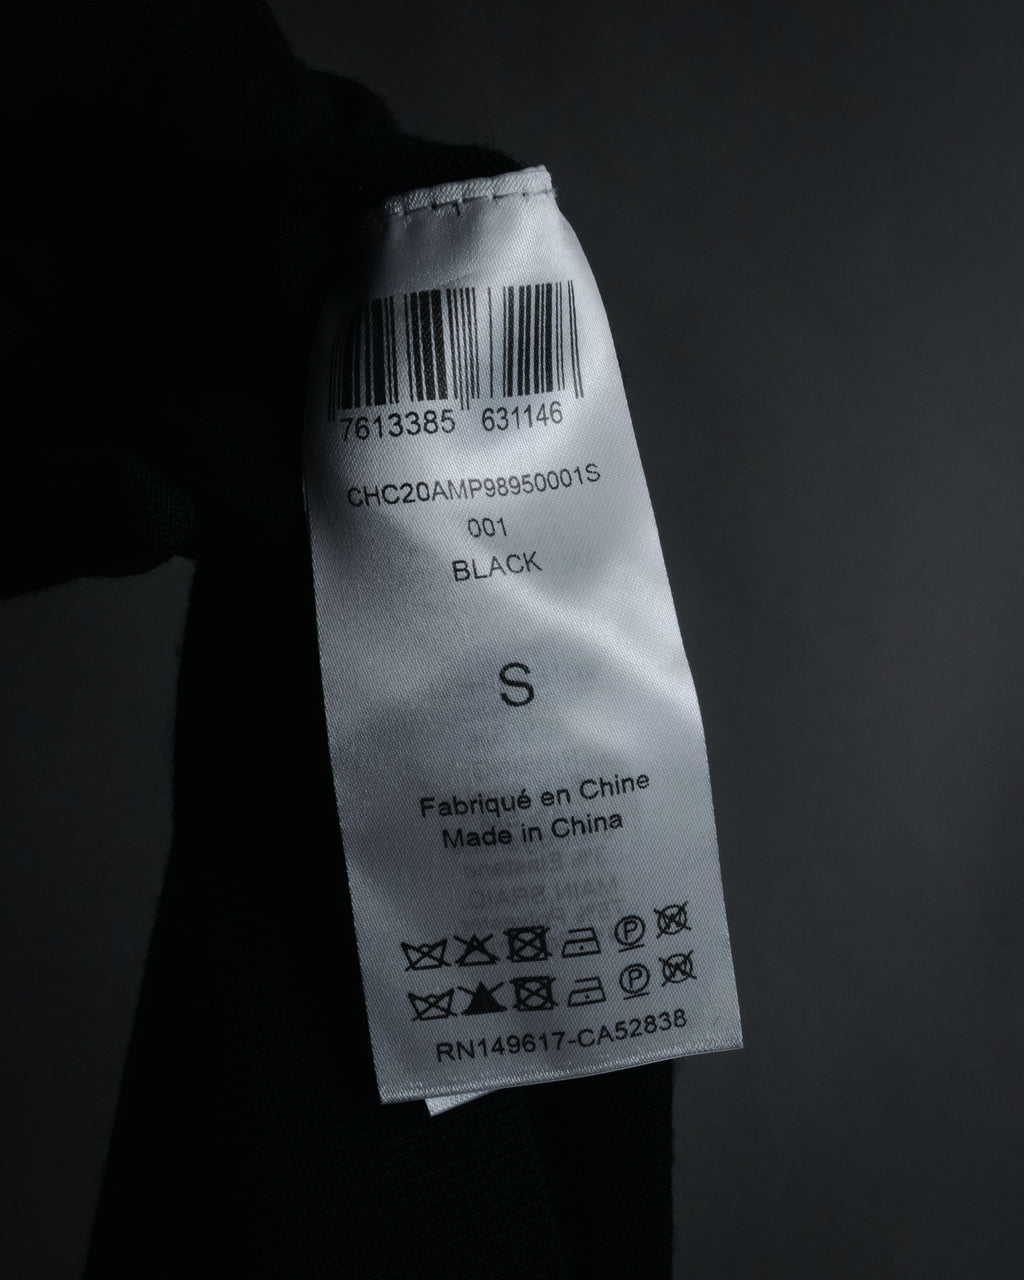 7613385 631146
CHC20AMP98950001S
001
BLACK
S
Fabriqué en Chine
Made in China
RN149617-CA52838